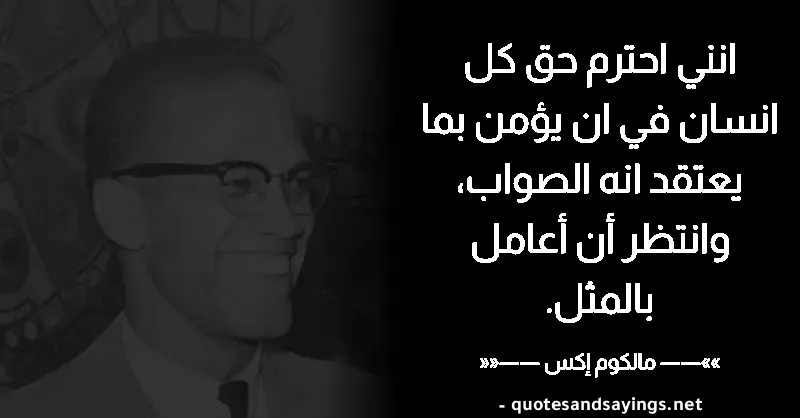 انني احترم حق كل
انسان في ان يؤمن بما
يعتقد انه الصواب،
وانتظر أن أعامل
بالمثل.
»—— مالكوم إكس ——««
- quotesandsayings.net